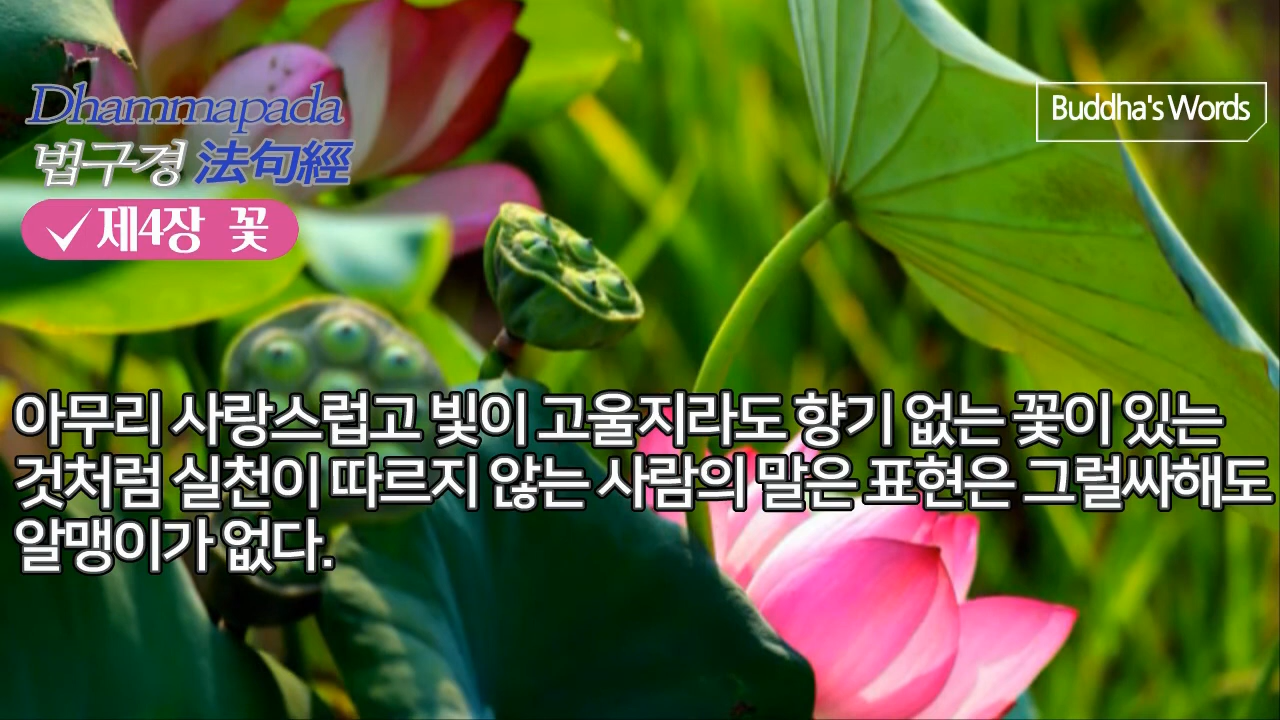 Dhammapada
법구경 法句經
제4장 꽃
Buddha's Words
아무리 사랑스럽고 빛이 고울지라도 향기 없는 꽃이 있는
것처럼 실천이 따르지 않는 사람의 말은 표현은 그럴싸해도
알맹이가 없다.